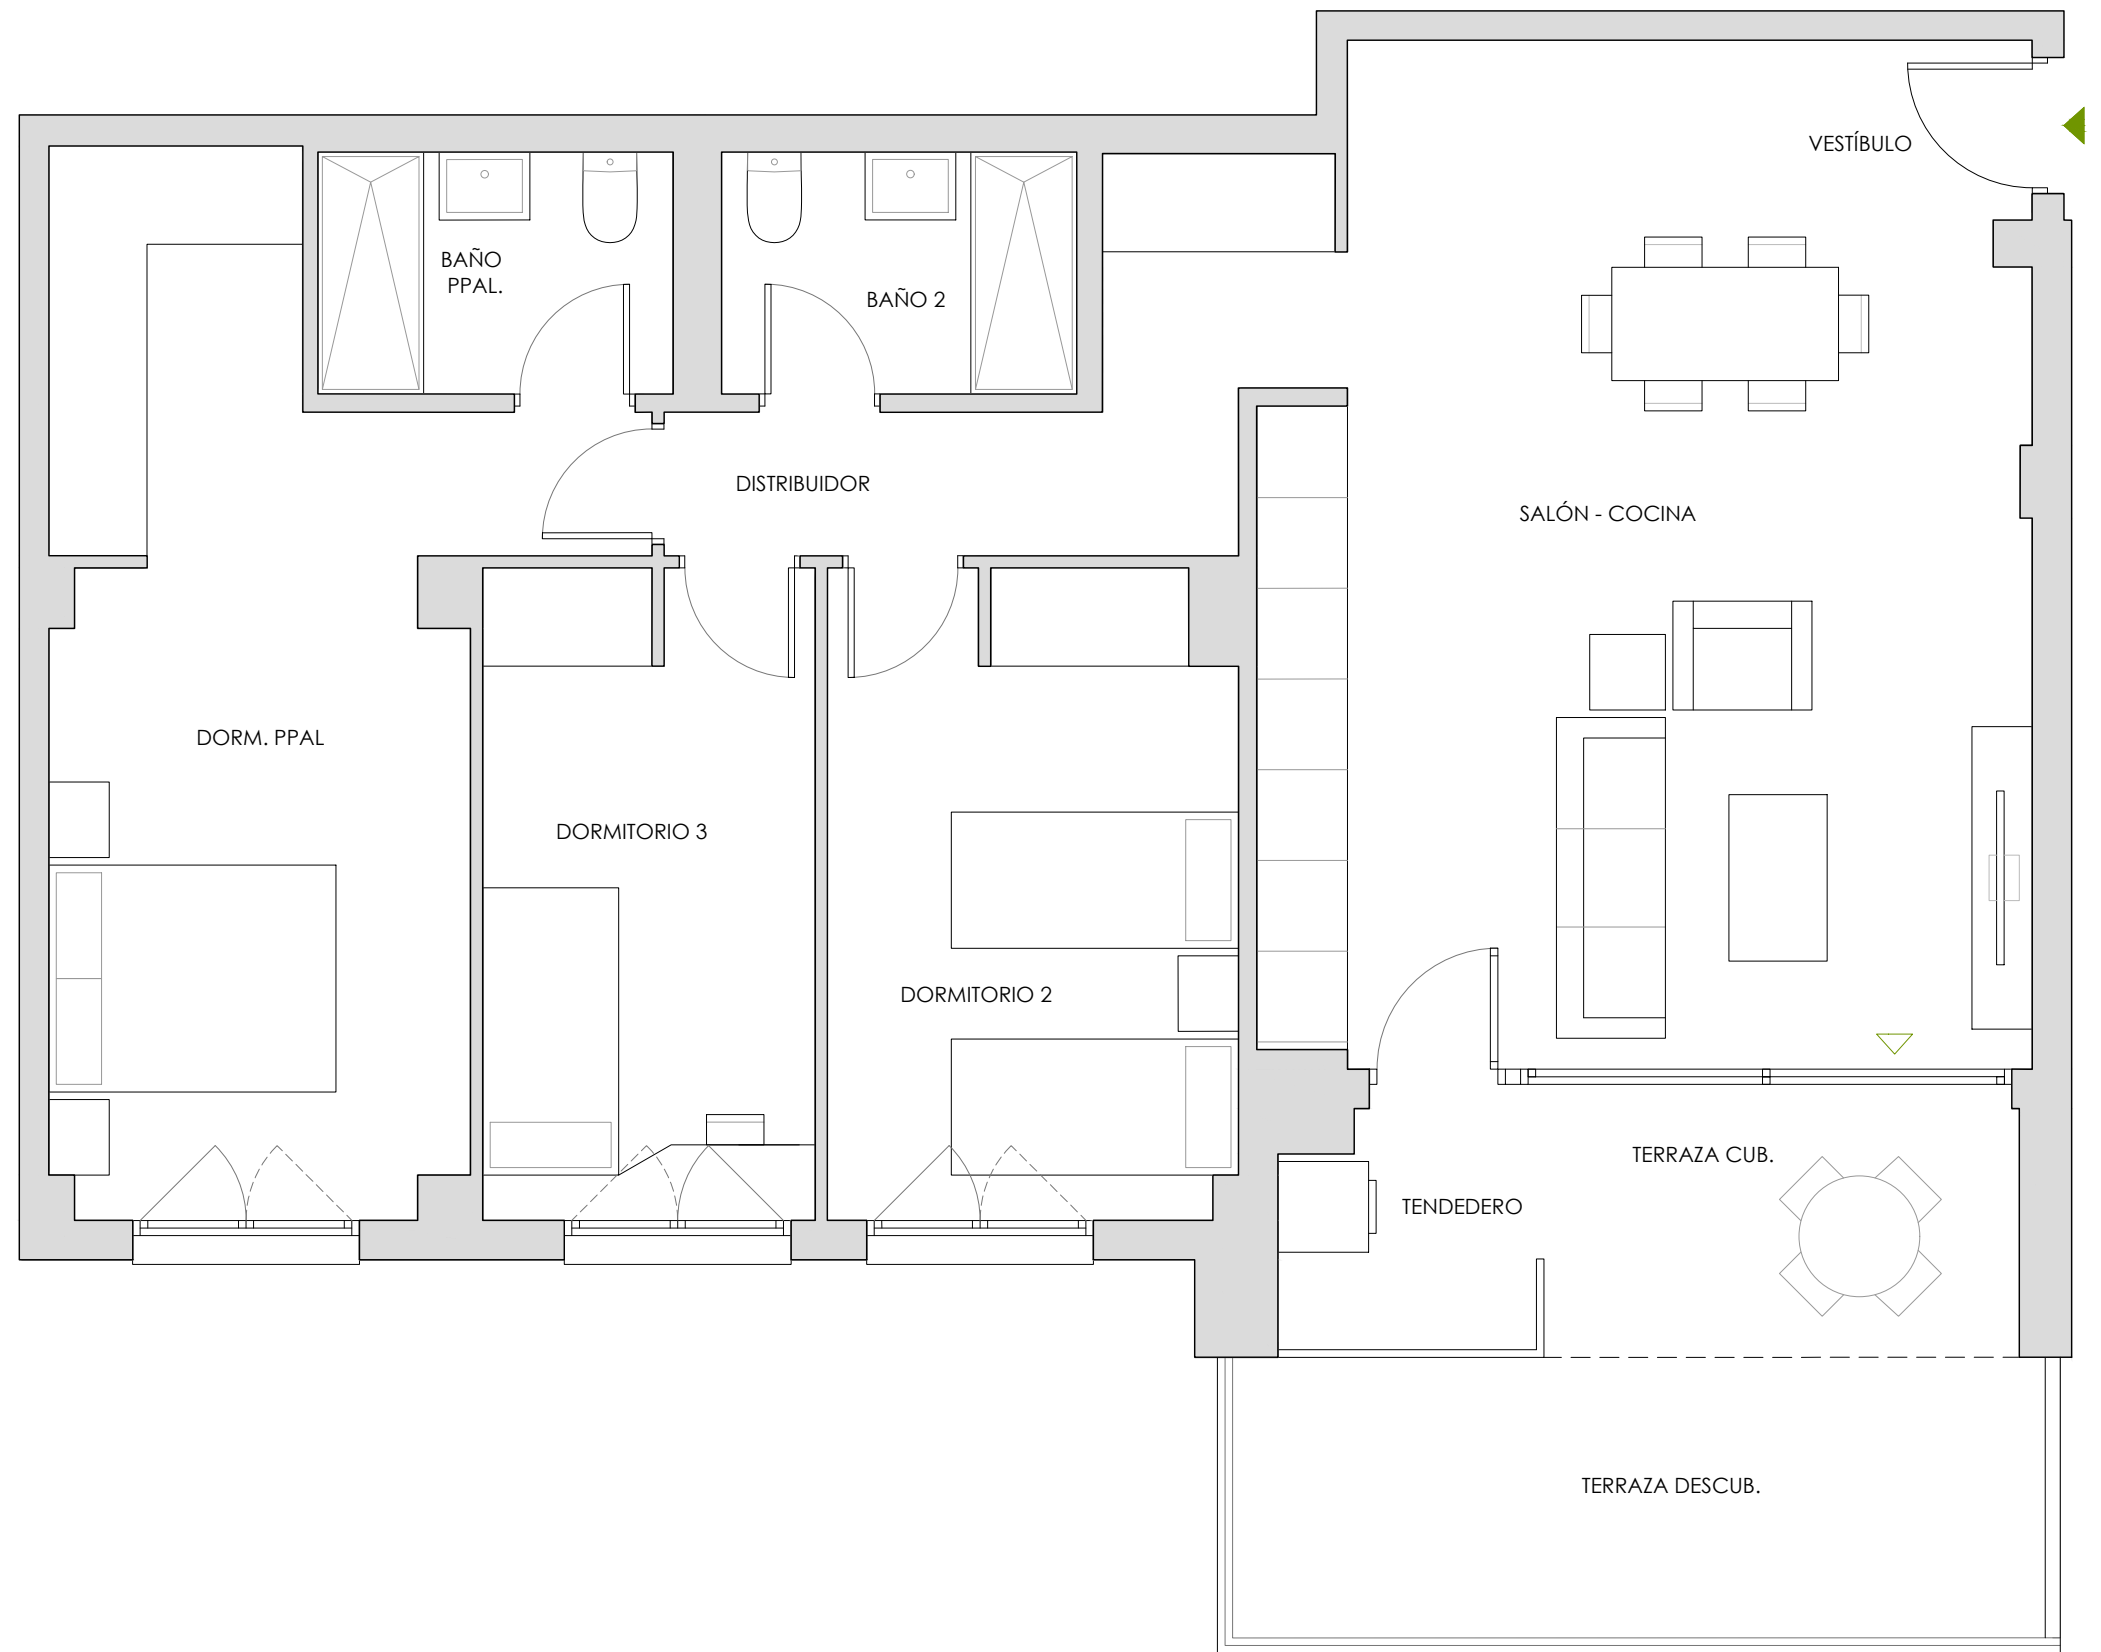 VESTÍBULO
BAÑO
PPAL.
BAÑO 2
DISTRIBUIDOR
SALÓN - COCINA
DORM. PPAL
DORMITORIO 3
DORMITORIO 2
TERRAZA CUB.
TENDEDERO
TERRAZA DESCUB.